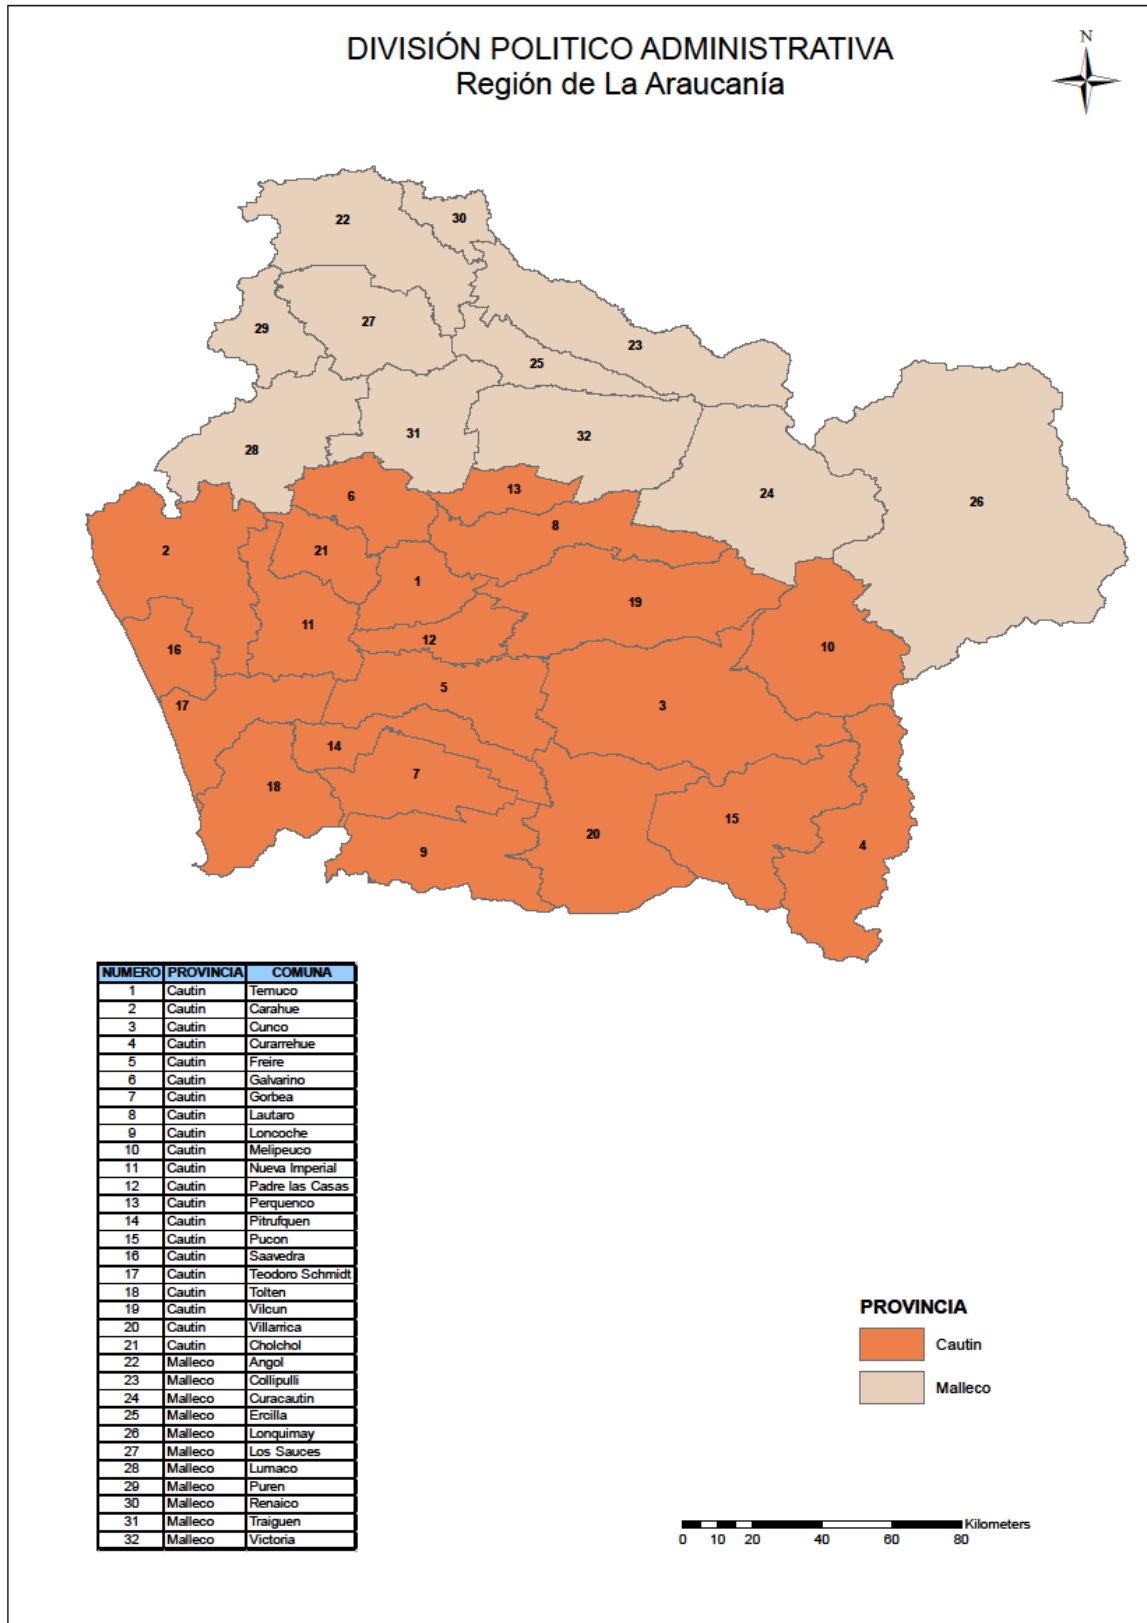 DIVISIÓN POLITICO ADMINISTRATIVA
Región de La Araucanía
N
22
30
29
27
23
25
28
31
32
24
26
6
13
8
2
21
1
19
11
12
16
10
5
17
3
14
7
18
15
20
4
9
NUMERO PROVINCIA COMUNA
1 Cautin Temuco
2 Cautin Carahue
3 Cautin Cunco
4 Cautin Curarrehue
5 Cautin Freire
6 Cautin Galvarino
7 Cautin Gorbea
8 Cautin Lautaro
9 Cautin Loncoche
10 Cautin Melipeuco
11 Cautin Nueva Imperial
12 Cautin Padre las Casas
13 Cautin Perquenco
14 Cautin Pitrufquen
15 Cautin Pucon
16 Cautin Saavedra
17 Cautin Teodoro Schmidt
18 Cautin Tolten
19 Cautin Vilcun
20 Cautin Villarrica
21 Cautin Cholchol
22 Malleco Angol
23 Malleco Collipulli
24 Malleco Curacautin
25 Malleco Ercilla
26 Malleco Lonquimay
27 Malleco Los Sauces
28 Malleco Lumaco
29 Malleco Puren
30 Malleco Renaico
31 Malleco Traiguen
32 Malleco Victoria
PROVINCIA
Cautin
Malleco
Kilometers
0 10 20 40 60 80